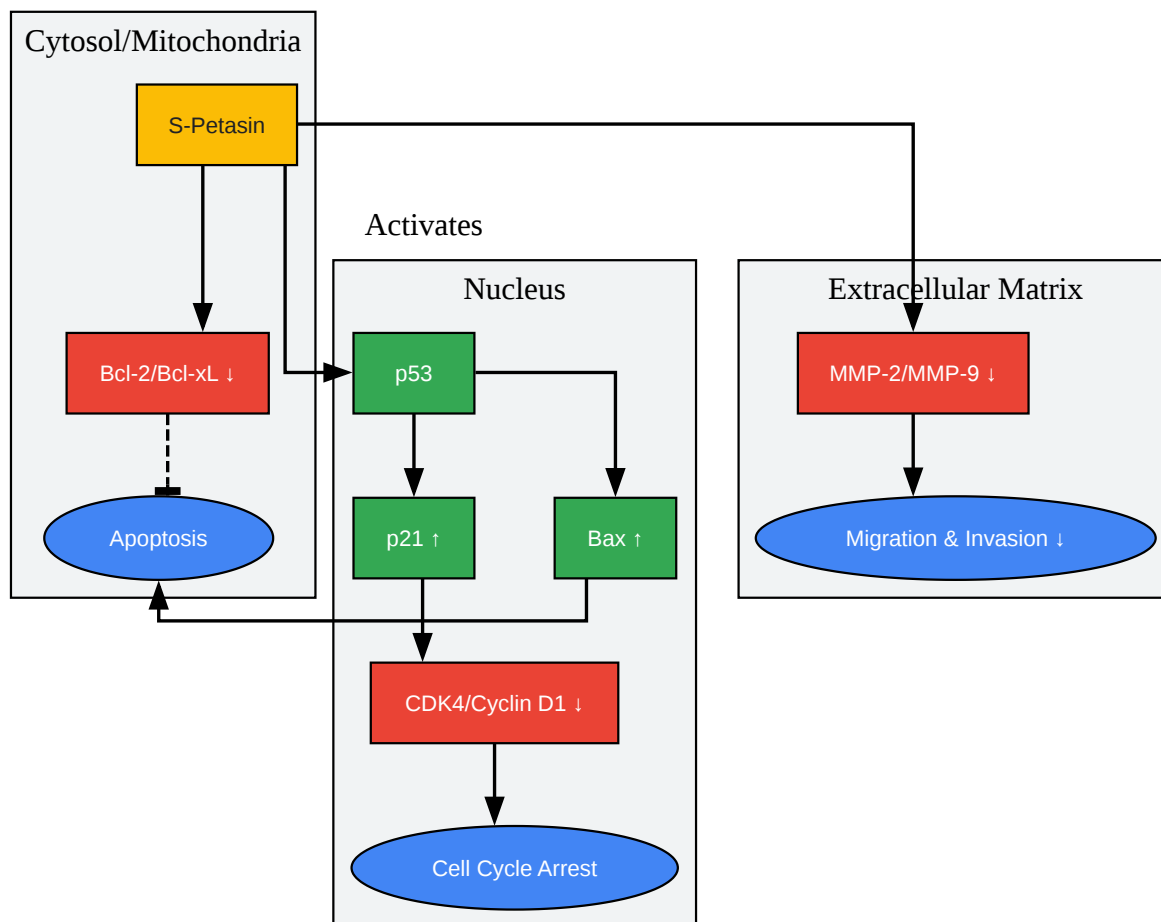 Cytosol/Mitochondria
S-Petasin
Activates
Nucleus
Extracellular Matrix
Bcl-2/Bcl-xL ↓
p53
MMP-2/MMP-9 ↓
Apoptosis
p21 ↑
Bax ↑
Migration & Invasion ↓
CDK4/Cyclin D1 ↓
Cell Cycle Arrest